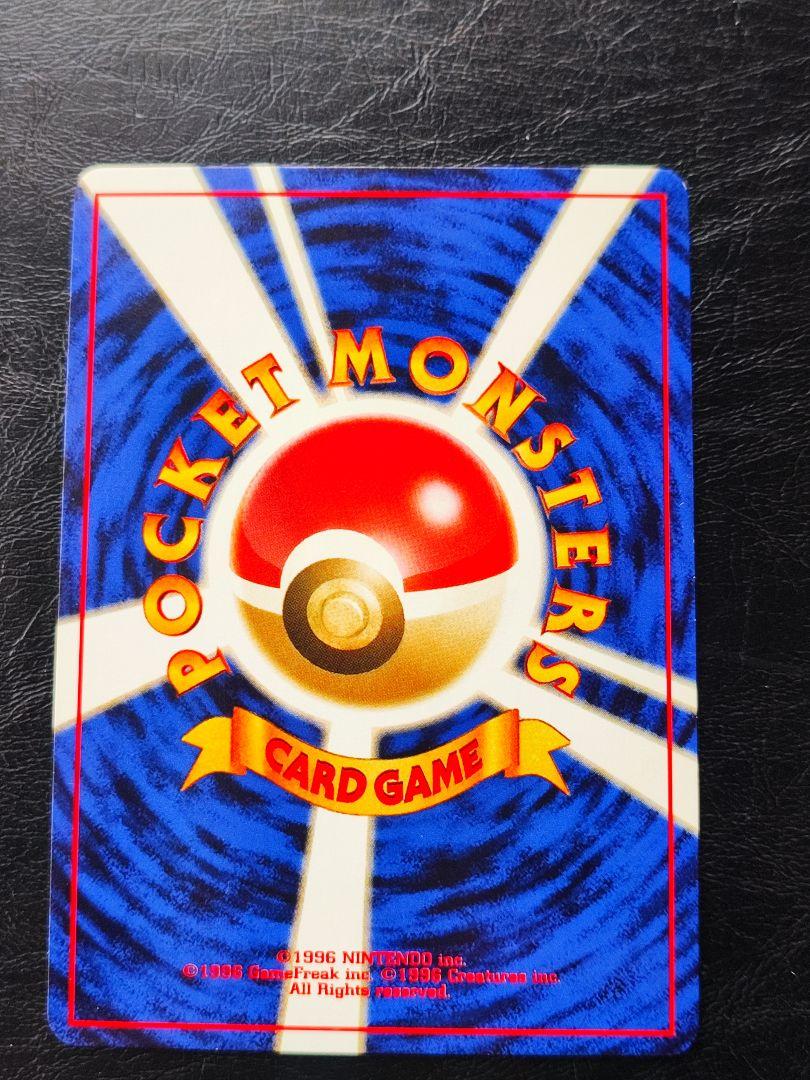 POCKET MONSTERS
CARD GAME
©1996 NINTENDO inc.
©1996 GameFreak inc. ©1996 Creatures inc.
All Rights reserved.